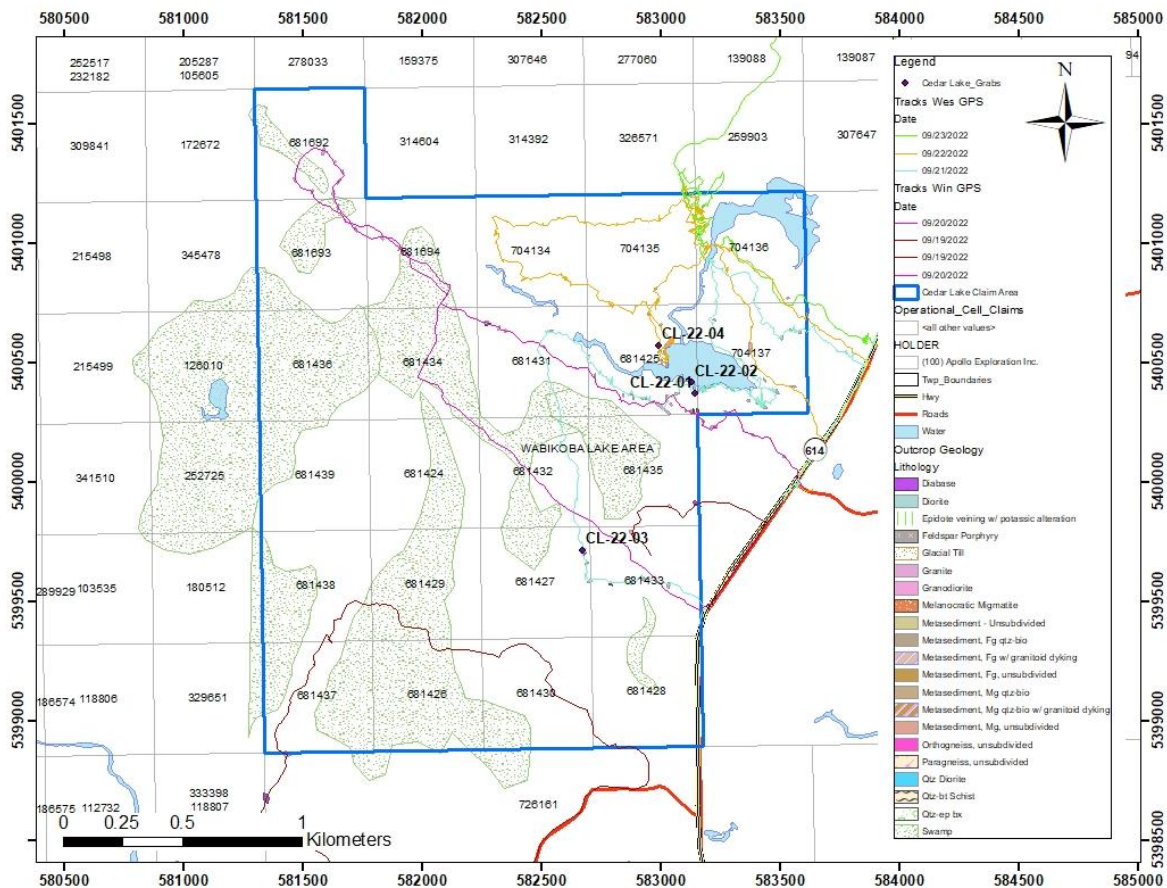 580500 581000 581500 582000 582500 583000 583500 584000 584500 585000
252517 205287 278033 159375 307646 277060 139088 139087 94
232182 105605
309841 172672 681692 314604 314392 326571 259903 307647
215498 345478 681693 681694 704134 704135 704136
215499 126010 681436 681434 681431 681425 704137
CL-22-04
CL-22-02
CL-22-01
WABIKOBA LAKE AREA
341510 252725 681439 681424 681432 681435
614
CL-22-03
289929 103535 180512 681438 681429 681427 681433
186574 118806 329651 681437 681426 681430 681428
333398
186575 112732 118807 726161
0 0.25 0.5 1
Kilometers
5401500
5401000
5400500
5400000
5399500
5399000
5398500
5401500
5401000
5400500
5400000
5399500
5399000
5398500
580500 581000 581500 582000 582500 583000 583500 584000 584500 585000
N
Legend
Cedar Lake_Grabs
Tracks Wes GPS
Date
09/23/2022
09/22/2022
09/21/2022
Tracks Win GPS
Date
09/20/2022
09/19/2022
09/19/2022
09/20/2022
Cedar Lake Claim Area
Operational_Cell_Claims
<all other values>
HOLDER
(100) Apollo Exploration Inc.
Twp_Boundaries
Hwy
Roads
Water
Outcrop Geology
Lithology
Diabase
Diorite
Epidote veining w/ potassic alteration
Feldspar Porphyry
Glacial Till
Granite
Granodiorite
Melanocratic Migmatite
Metasediment - Unsubdivided
Metasediment, Fg qtz-bio
Metasediment, Fg w/ granitoid dyking
Metasediment, Fg, unsubdivided
Metasediment, Mg qtz-bio
Metasediment, Mg qtz-bio w/ granitoid dyking
Metasediment, Mg, unsubdivided
Orthogneiss, unsubdivided
Paragneiss, unsubdivided
Qtz Diorite
Qtz-bt Schist
Qtz-ep bx
Swamp